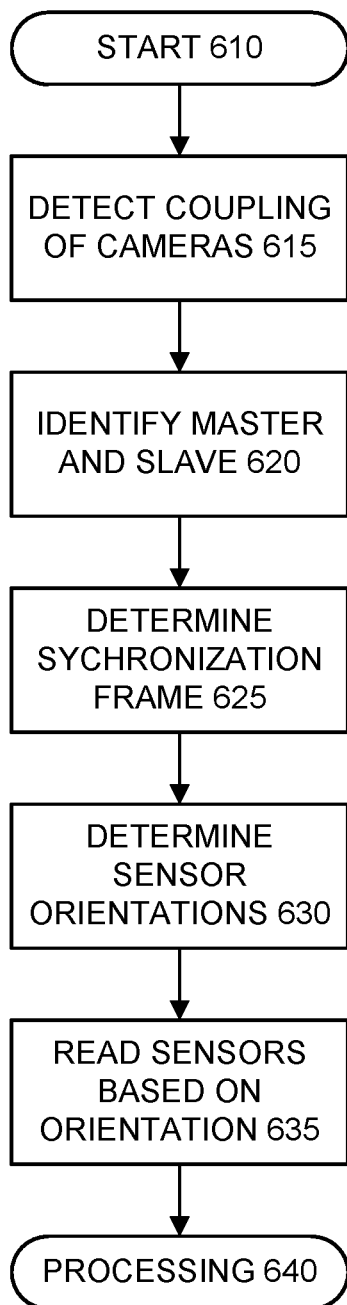 START 610
DETECT COUPLING
OF CAMERAS 615
IDENTIFY MASTER
AND SLAVE 620
DETERMINE
SYCHRONIZATION
FRAME 625
DETERMINE
SENSOR
ORIENTATIONS 630
READ SENSORS
BASED ON
ORIENTATION 635
PROCESSING 640